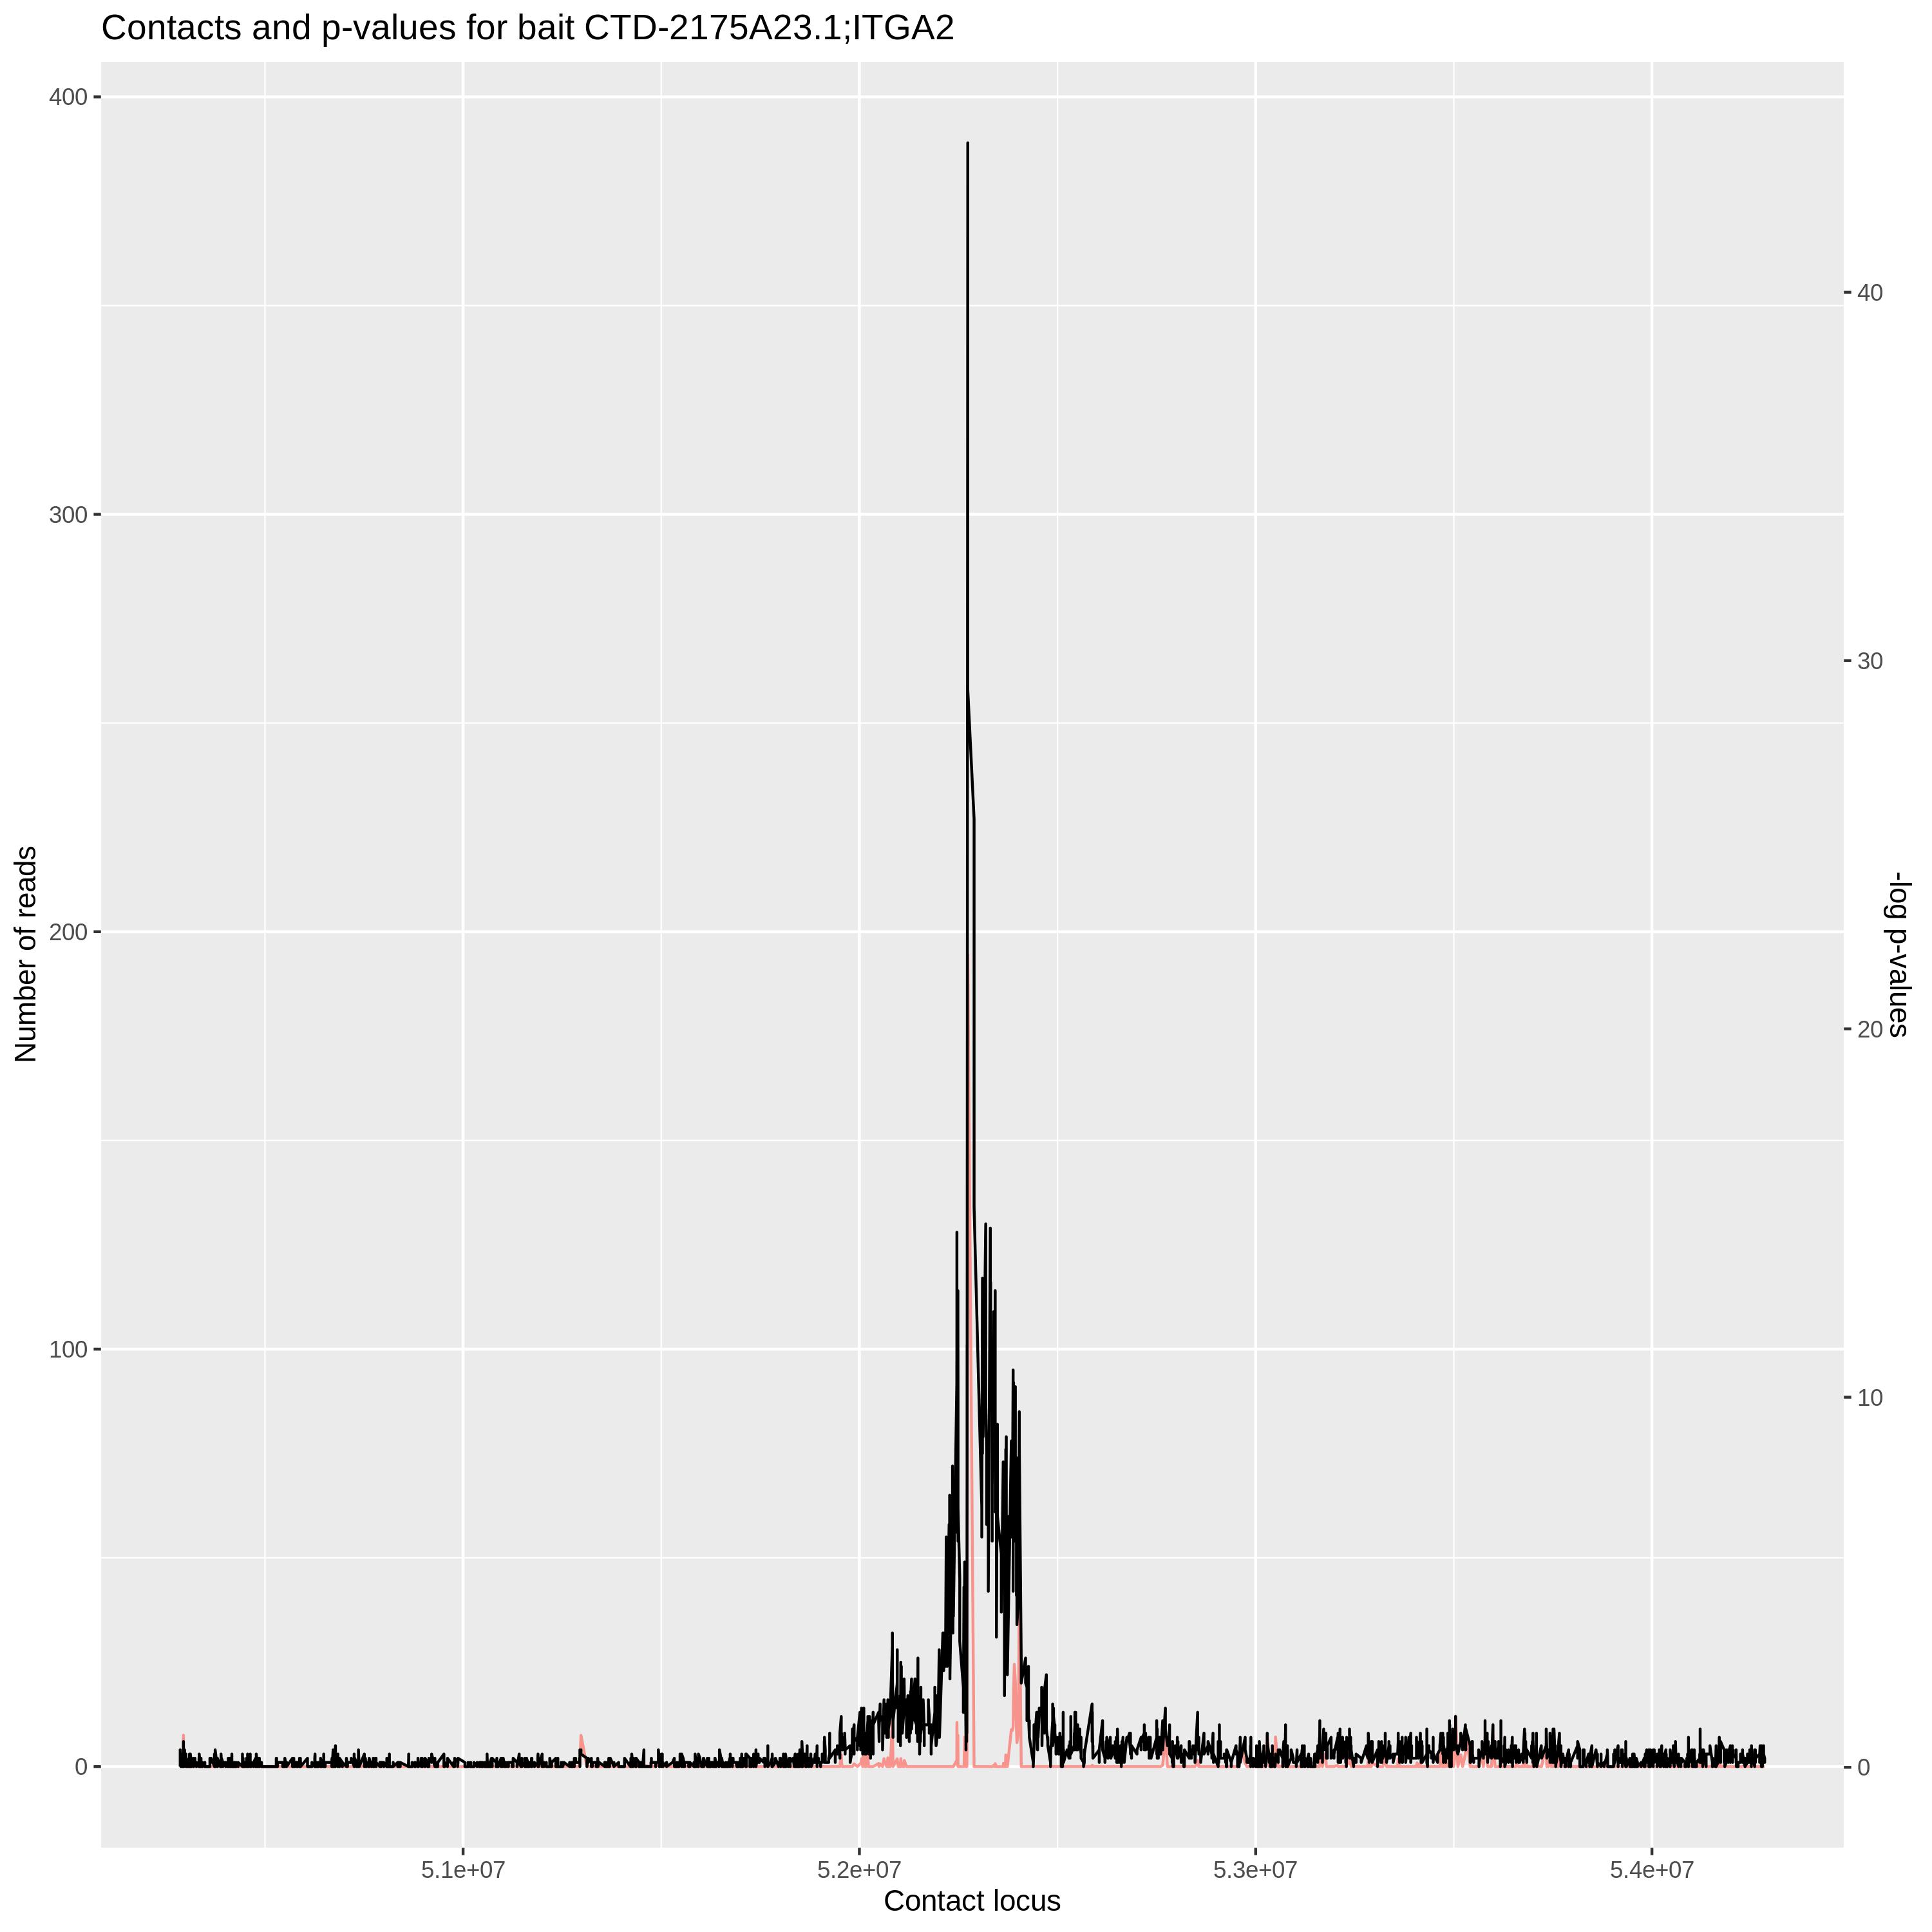 Contacts and p-values for bait CTD-2175A23.1;ITGA2
400
300
200
100
0
Number of reads
40
30
20
10
0
-log p-values
5.1e+07
5.2e+07
5.3e+07
5.4e+07
Contact locus